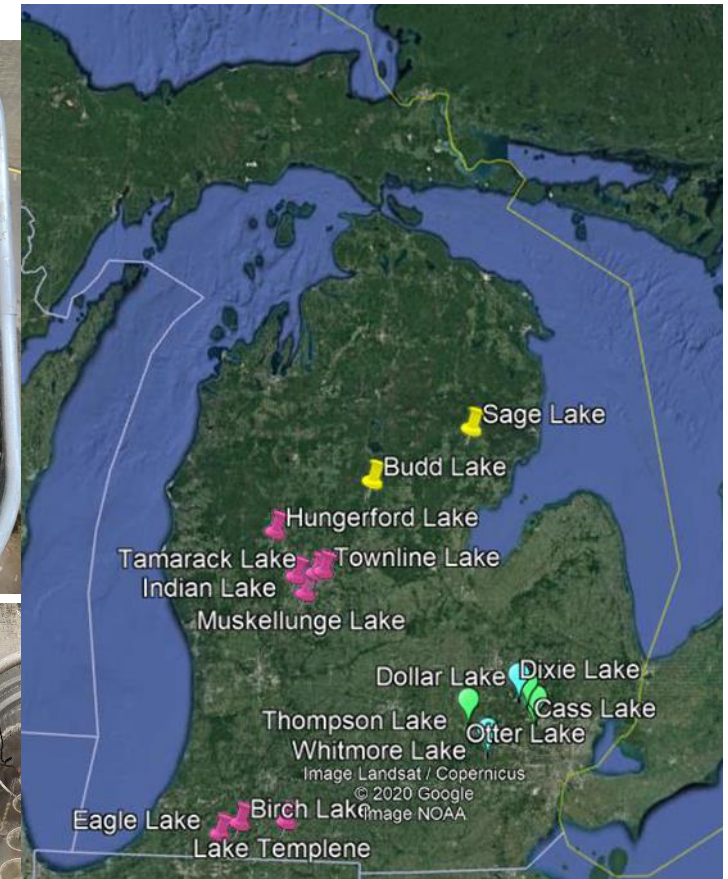 Sage Lake
Budd Lake
Hungerford Lake
Tamarack Lake
Townline Lake
Indian Lake
Muskellunge Lake
Dollar Lake
Dixie Lake
Cass Lake
Thompson Lake
Otter Lake
Whitmore Lake
Image Landsat / Copernicus
© 2020 Google
Image NOAA
Birch Lake
Eagle Lake
Lake Templene